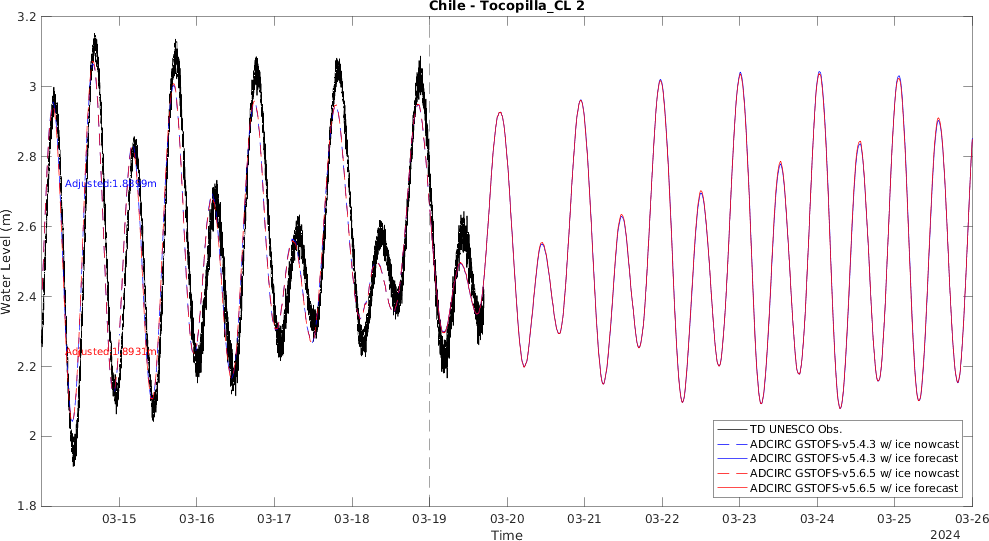 Chile - Tocopilla_CL 2
3.2
3
2.8
2.6
2.4
2.2
2
1.8
Water Level (m)
Adjusted:1.8899m
Adjusted:1.8931m
TD UNESCO Obs.
ADCIRC GSTOFS-v5.4.3 w/ ice nowcast
ADCIRC GSTOFS-v5.4.3 w/ ice forecast
ADCIRC GSTOFS-v5.6.5 w/ ice nowcast
ADCIRC GSTOFS-v5.6.5 w/ ice forecast
03-15 03-16 03-17 03-18 03-19 03-20 03-21 03-22 03-23 03-24 03-25 03-26
Time
2024